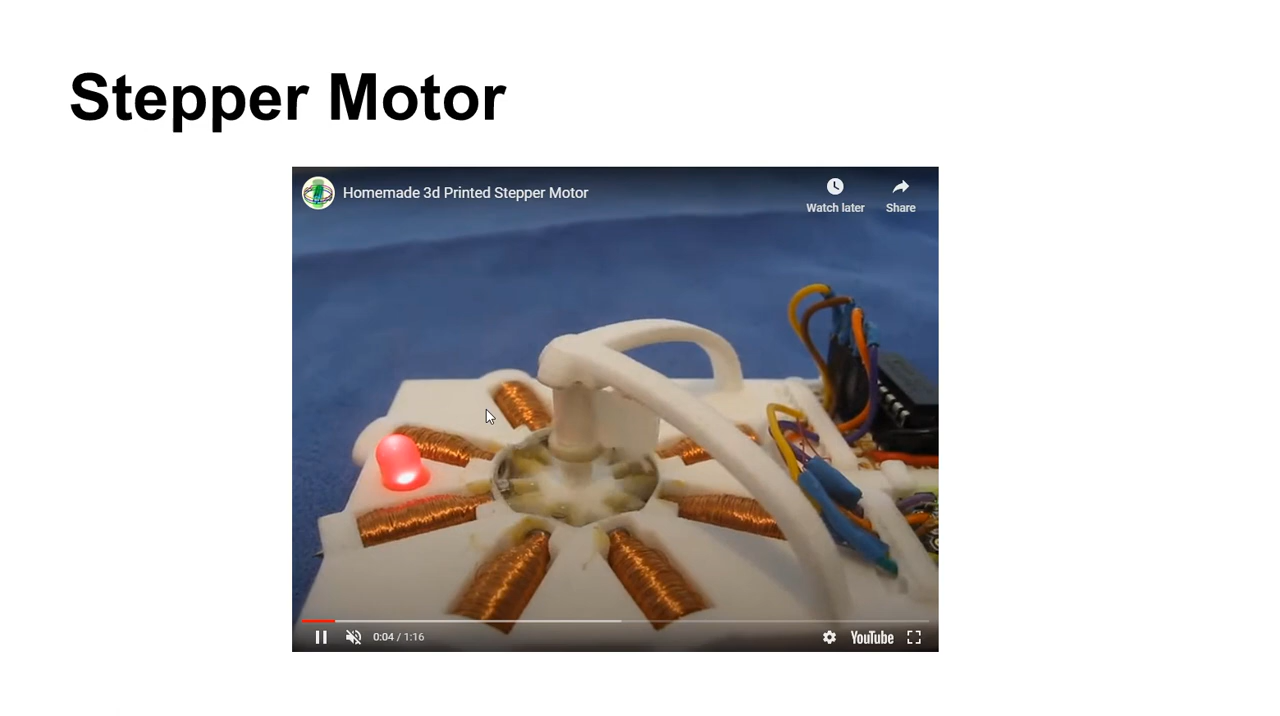 Stepper Motor
Homemade 3d Printed Stepper Motor
Watch later
Share
0:04 / 1:16
YouTube